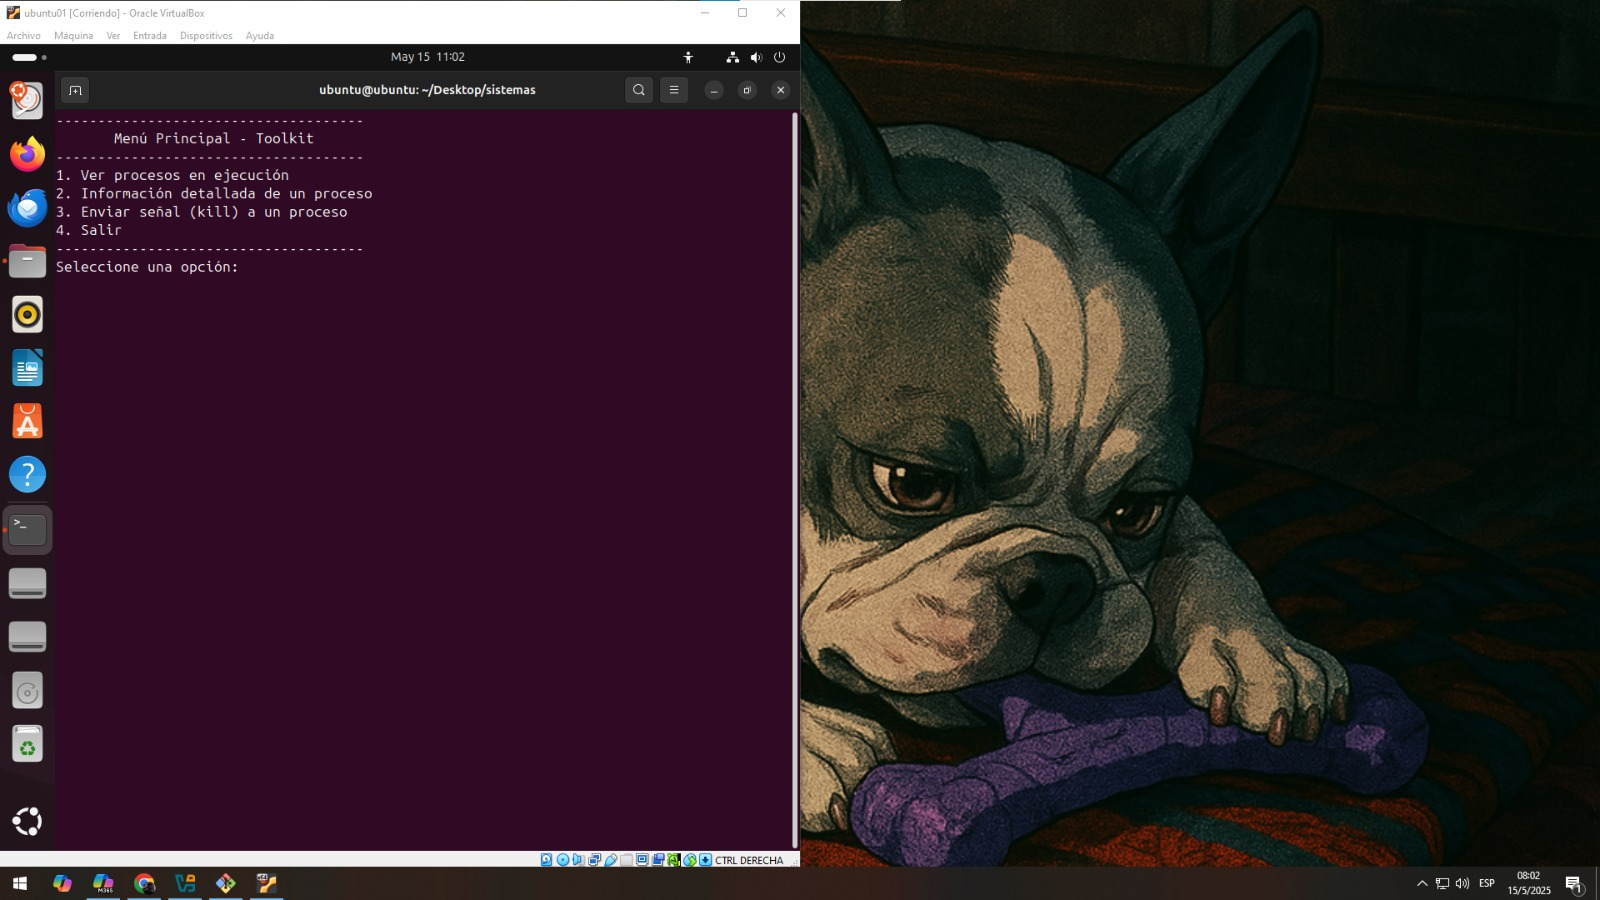 ubuntu01 [Corriendo] - Oracle VirtualBox
Archivo Máquina Ver Entrada Dispositivos Ayuda
May 15 11:02
ubuntu@ubuntu: ~/Desktop/sistemas
-------------------------------------
Menú Principal - Toolkit
-------------------------------------
1. Ver procesos en ejecución
2. Información detallada de un proceso
3. Enviar señal (kill) a un proceso
4. Salir
-------------------------------------
Seleccione una opción:
CTRL DERECHA
M365
ESP
08:02
15/5/2025
1